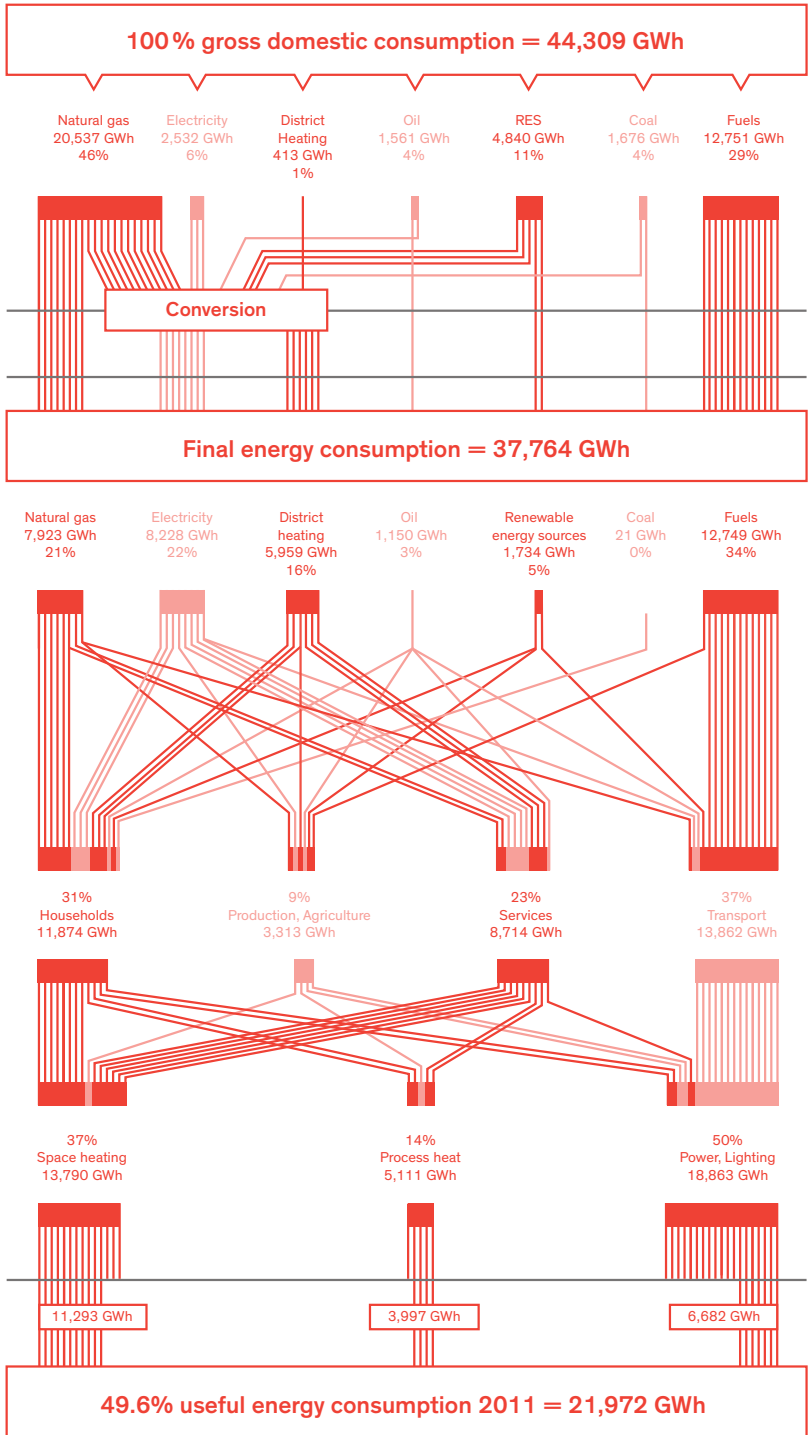 100 % gross domestic consumption = 44,309 GWh
Natural gas
20,537 GWh
46%
Electricity
2,532 GWh
6%
District
Heating
413 GWh
1%
Oil
1,561 GWh
4%
RES
4,840 GWh
11%
Coal
1,676 GWh
4%
Fuels
12,751 GWh
29%
Conversion
Final energy consumption = 37,764 GWh
Natural gas
7,923 GWh
21%
Electricity
8,228 GWh
22%
District
heating
5,959 GWh
16%
Oil
1,150 GWh
3%
Renewable
energy sources
1,734 GWh
5%
Coal
21 GWh
0%
Fuels
12,749 GWh
34%
31%
Households
11,874 GWh
9%
Production, Agriculture
3,313 GWh
23%
Services
8,714 GWh
37%
Transport
13,862 GWh
37%
Space heating
13,790 GWh
14%
Process heat
5,111 GWh
50%
Power, Lighting
18,863 GWh
11,293 GWh
3,997 GWh
6,682 GWh
49.6% useful energy consumption 2011 = 21,972 GWh